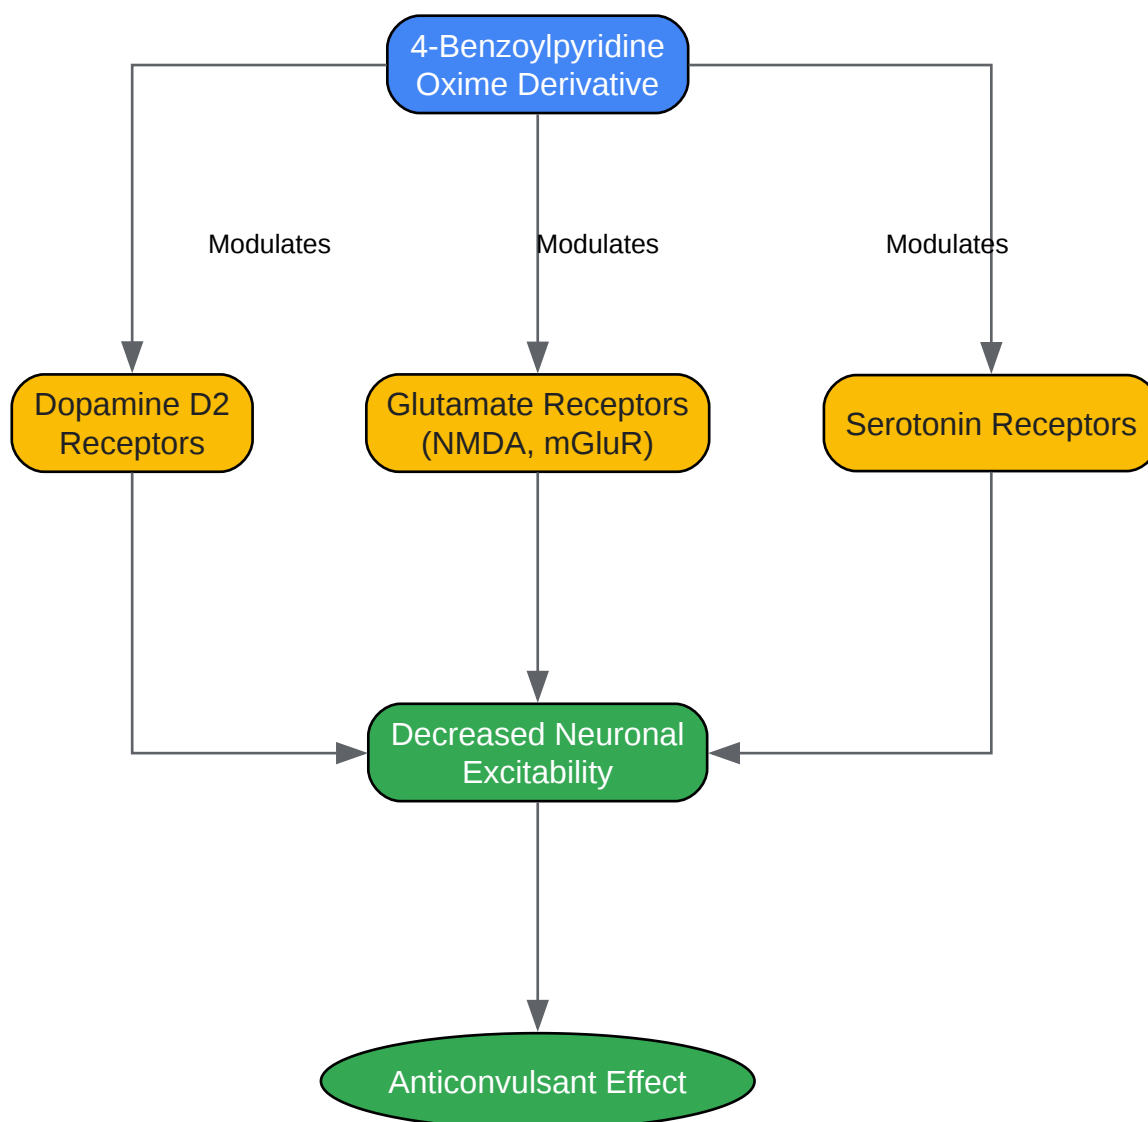 4-Benzoylpyridine
Oxime Derivative
Modulates
Modulates
Modulates
Dopamine D2
Receptors
Glutamate Receptors
(NMDA, mGluR)
Serotonin Receptors
Decreased Neuronal
Excitability
Anticonvulsant Effect